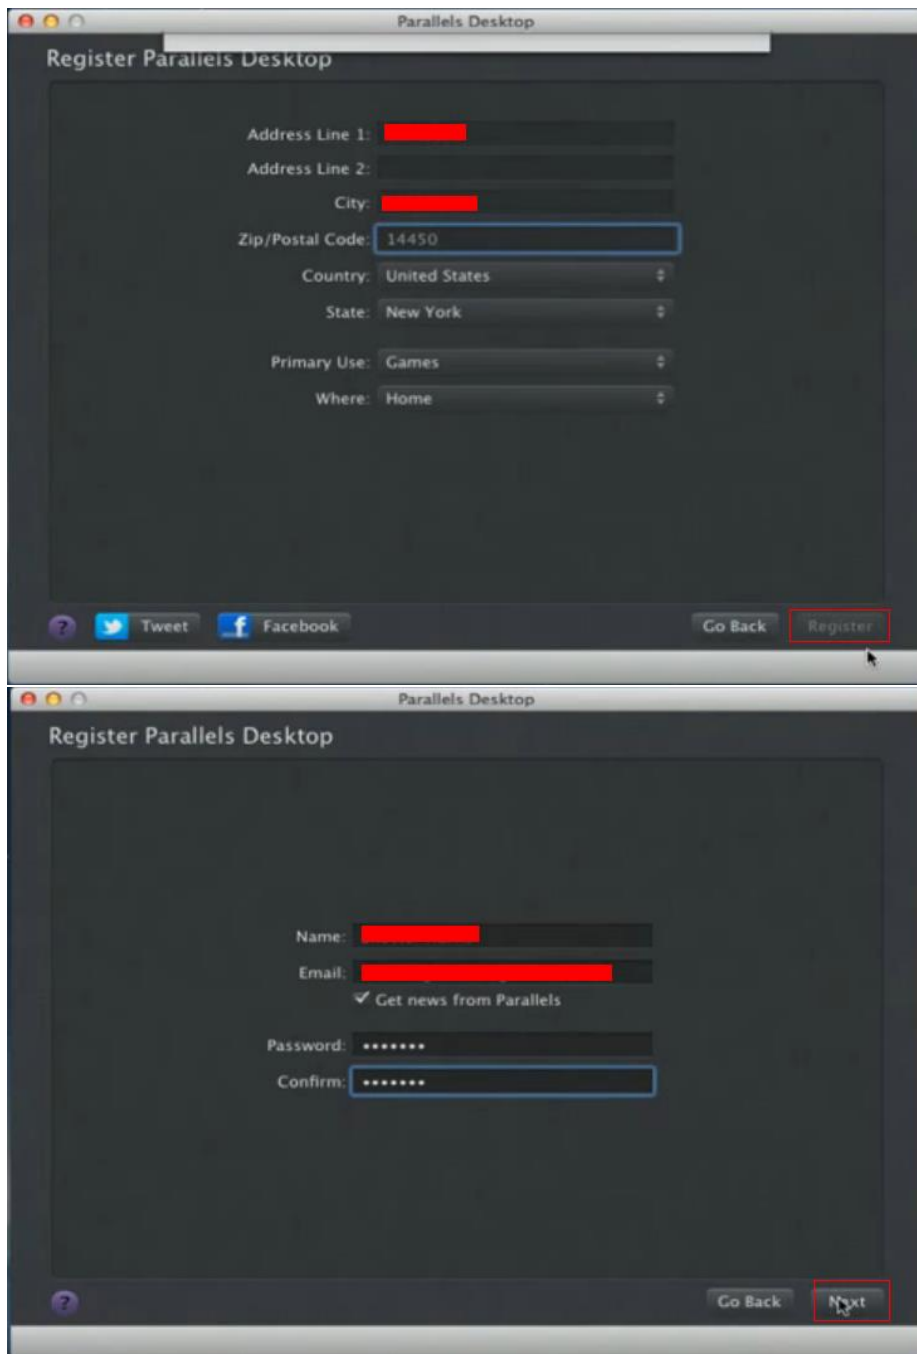 Parallels Desktop
Register Parallels Desktop
Address Line 1:
Address Line 2:
City:
Zip/Postal Code: 14450
Country: United States
State: New York
Primary Use: Games
Where: Home
? Tweet Facebook Go Back Register
Parallels Desktop
Register Parallels Desktop
Name:
Email:
Get news from Parallels
Password: •••••••
Confirm: •••••••
? Go Back Next